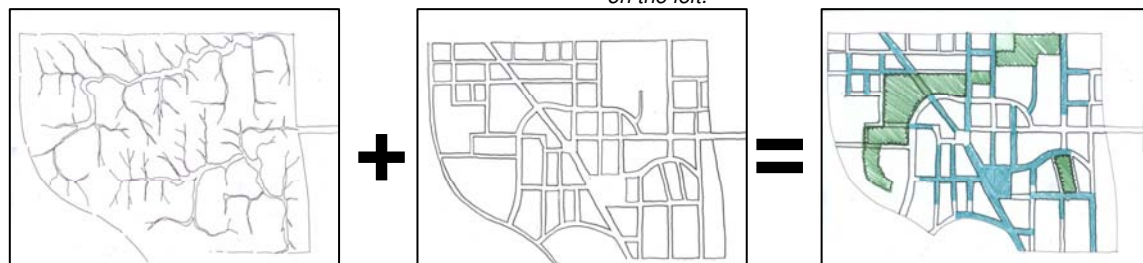 on the left.
+
=